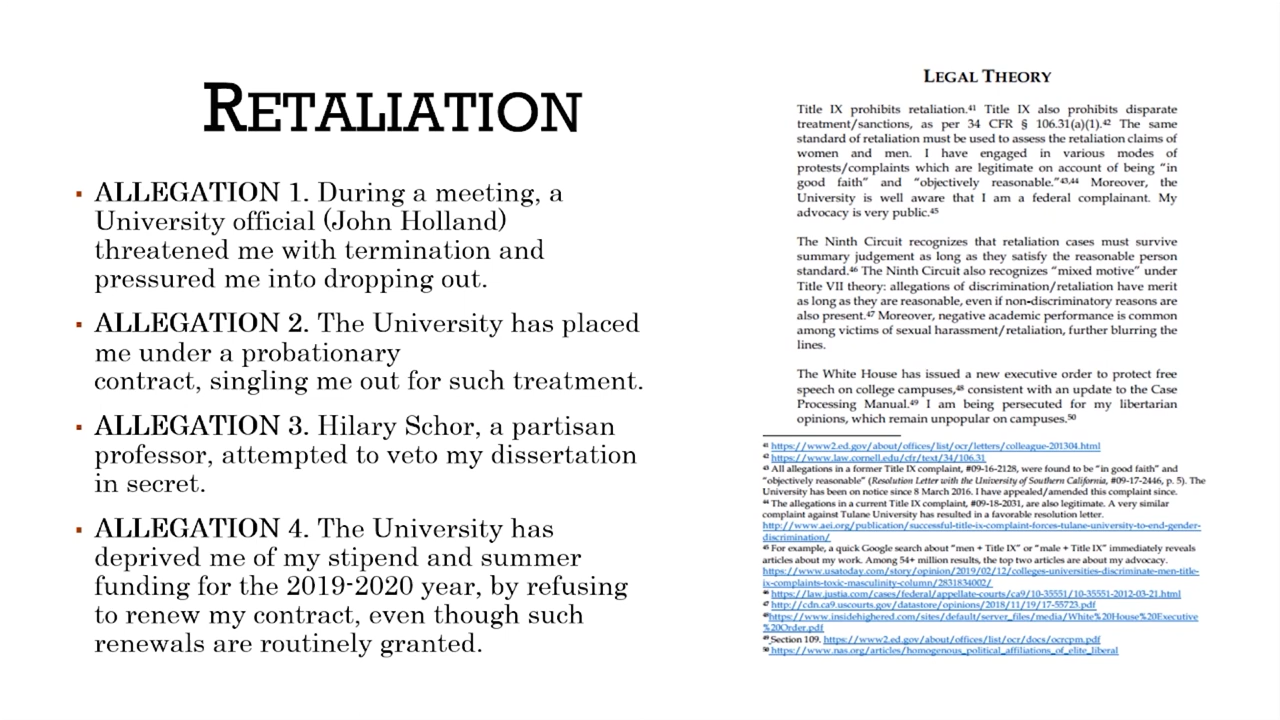 RETALIATION
▪ ALLEGATION 1. During a meeting, a
University official (John Holland)
threatened me with termination and
pressured me into dropping out.
▪ ALLEGATION 2. The University has placed
me under a probationary
contract, singling me out for such treatment.
▪ ALLEGATION 3. Hilary Schor, a partisan
professor, attempted to veto my dissertation
in secret.
▪ ALLEGATION 4. The University has
deprived me of my stipend and summer
funding for the 2019-2020 year, by refusing
to renew my contract, even though such
renewals are routinely granted.
LEGAL THEORY
Title IX prohibits retaliation.41 Title IX also prohibits disparate
treatment/sanctions, as per 34 CFR § 106.31(a)(1).42 The same
standard of retaliation must be used to assess the retaliation claims of
women and men. I have engaged in various modes of
protests/complaints which are legitimate on account of being “in
good faith” and “objectively reasonable.”43,44 Moreover, the
University is well aware that I am a federal complainant. My
advocacy is very public.45
The Ninth Circuit recognizes that retaliation cases must survive
summary judgement as long as they satisfy the reasonable person
standard.46 The Ninth Circuit also recognizes “mixed motive” under
Title VII theory: allegations of discrimination/retaliation have merit
as long as they are reasonable, even if non-discriminatory reasons are
also present.47 Moreover, negative academic performance is common
among victims of sexual harassment/retaliation, further blurring the
lines.
The White House has issued a new executive order to protect free
speech on college campuses,48 consistent with an update to the Case
Processing Manual.49 I am being persecuted for my libertarian
opinions, which remain unpopular on campuses.50
41 https://www2.ed.gov/about/offices/list/ocr/letters/colleague-201304.html
42 https://www.law.cornell.edu/cfr/text/34/106.31
43 All allegations in a former Title IX complaint, #09-16-2128, were found to be “in good faith” and
“objectively reasonable” (Resolution Letter with the University of Southern California, #09-17-2446, p. 5). The
University has been on notice since 8 March 2016. I have appealed/amended this complaint since.
44 The allegations in a current Title IX complaint, #09-18-2031, are also legitimate. A very similar
complaint against Tulane University has resulted in a favorable resolution letter.
http://www.aei.org/publication/successful-title-ix-complaint-forces-tulane-university-to-end-gender-
discrimination/
45 For example, a quick Google search about “men + Title IX” or “male + Title IX” immediately reveals
articles about my work. Among 54+ million results, the top two articles are about my advocacy.
https://www.usatoday.com/story/opinion/2019/02/12/colleges-universities-discriminate-men-title-
ix-complaints-toxic-masculinity-column/2831834002/
46 https://law.justia.com/cases/federal/appellate-courts/ca9/10-35551/10-35551-2012-03-21.html
47 http://cdn.ca9.uscourts.gov/datastore/opinions/2018/11/19/17-55723.pdf
48 https://www.insidehighered.com/sites/default/server_files/media/White%20House%20Executive
%20Order.pdf
49 Section 109. https://www2.ed.gov/about/offices/list/ocr/docs/ocrcpm.pdf
50 https://www.nas.org/articles/homogenous_political_affiliations_of_elite_liberal